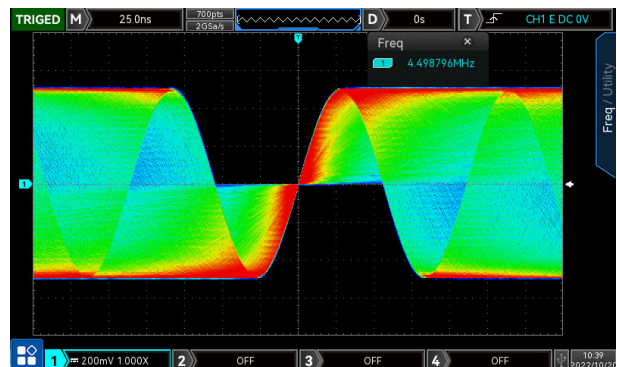 TRIGED M 25.0ns 700pts 2GSa/s D 0s T CH1 E DC 0V
T
Freq ×
1 4.498796MHz
Freq / Utility
1
1 200mV 1.000X 2 OFF 3 OFF 4 OFF 10:39
2022/10/20